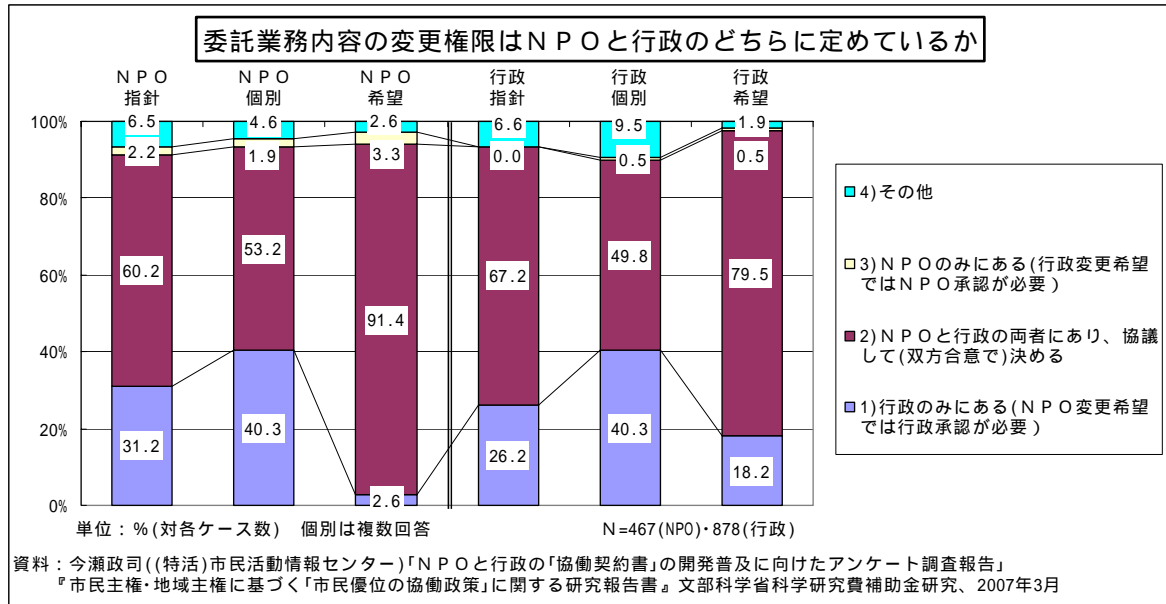 委託業務内容の変更権限はＮＰＯと行政のどちらに定めているか
ＮＰＯ 指針
ＮＰＯ 個別
ＮＰＯ 希望
行政 指針
行政 個別
行政 希望
100%
80%
60%
40%
20%
0%
6.5 4.6 2.6 6.6 9.5 1.9
2.2 1.9 3.3 0.0 0.5 0.5
60.2 53.2 91.4 67.2 49.8 79.5
31.2 40.3 2.6 26.2 40.3 18.2
4)その他
3)ＮＰＯのみにある(行政変更希望
ではNPO承認が必要)
2)ＮＰＯと行政の両者にあり、協議
して(双方合意で)決める
1)行政のみにある(NPO変更希望
では行政承認が必要)
単位：％(対各ケース数)　個別は複数回答
N=467(NPO)・878(行政)
資料：今瀬政司((特活)市民活動情報センター)「ＮＰＯと行政の「協働契約書」の開発普及に向けたアンケート調査報告」
『市民主権・地域主権に基づく「市民優位の協働政策」に関する研究報告書』文部科学省科学研究費補助金研究、2007年3月